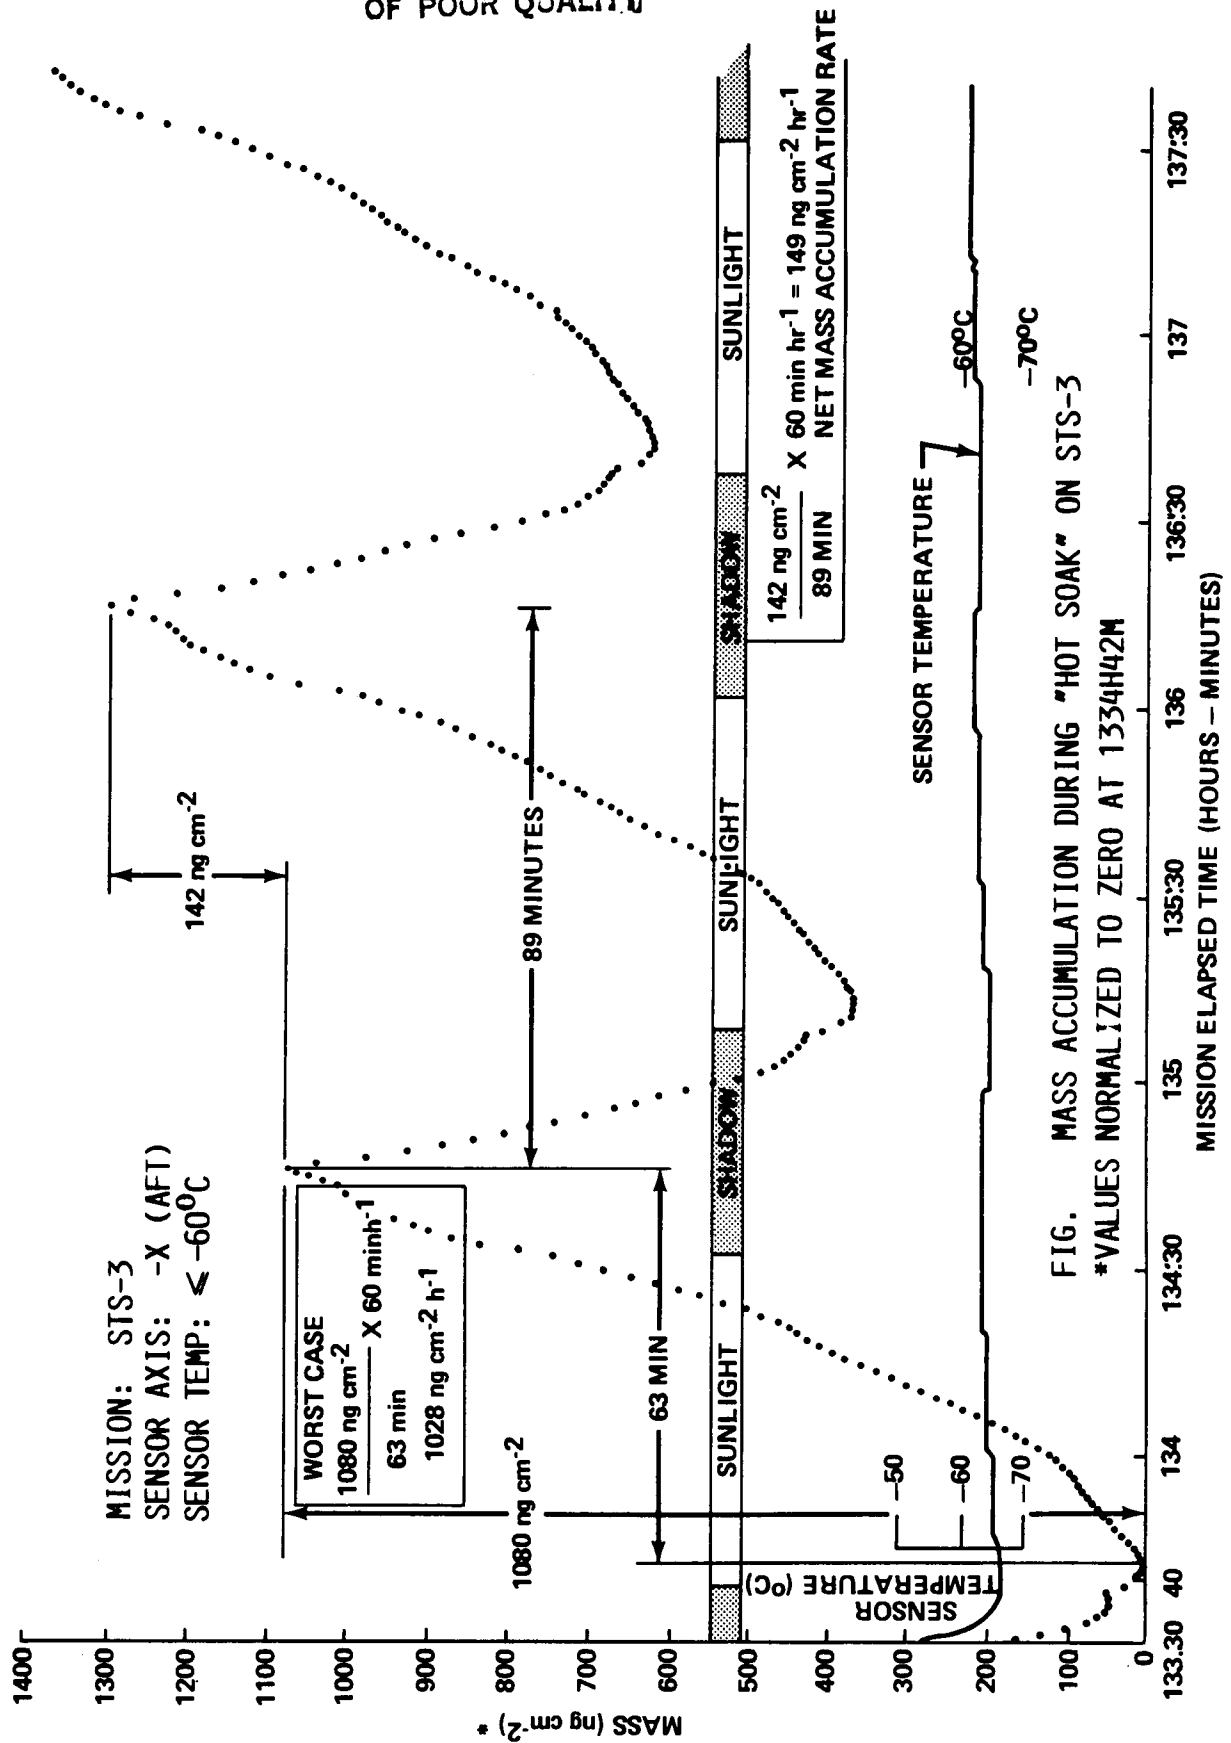 OF POOR QUALITY
MISSION: STS-3
SENSOR AXIS: -X (AFT)
SENSOR TEMP: ≤ -60°C
WORST CASE
1080 ng cm-2
X 60 minh-1
63 min
1028 ng cm-2 h-1
142 ng cm-2
89 MINUTES
63 MIN
1080 ng cm-2
SUNLIGHT
SHADOW
SUNLIGHT
SHADOW
SUNLIGHT
142 ng cm-2
X 60 min hr-1 = 149 ng cm-2 hr-1
89 MIN
NET MASS ACCUMULATION RATE
SENSOR TEMPERATURE
-60°C
-70°C
SENSOR
TEMPERATURE (°C)
-50
-60
-70
MASS (ng cm-2) *
1400
1300
1200
1100
1000
900
800
700
600
500
400
300
200
100
0
133.30
40
134
134:30
135
135:30
136
136:30
137
137:30
MISSION ELAPSED TIME (HOURS – MINUTES)
FIG. MASS ACCUMULATION DURING "HOT SOAK" ON STS-3
*VALUES NORMALIZED TO ZERO AT 1334H42M